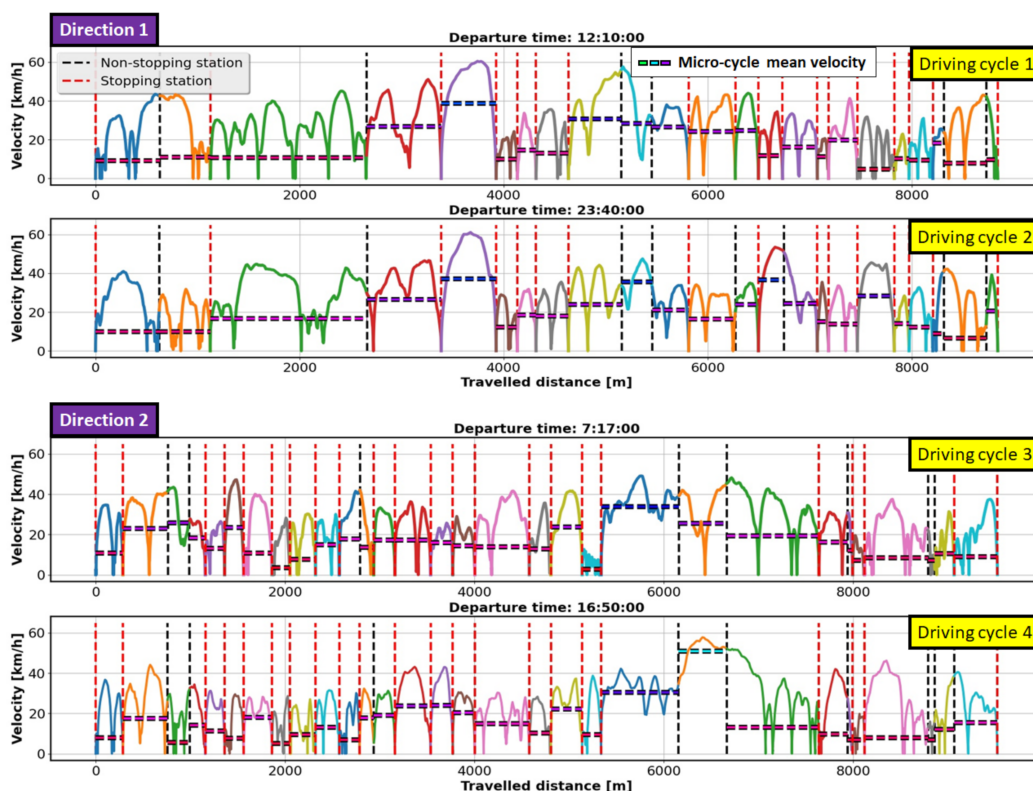 Direction 1
Departure time: 12:10:00
Non-stopping station
Stopping station
Micro-cycle mean velocity
Driving cycle 1
Velocity [km/h]
60
40
20
0
0 2000 4000 6000 8000
Departure time: 23:40:00
Driving cycle 2
Velocity [km/h]
60
40
20
0
0 2000 4000 6000 8000
Travelled distance [m]
Direction 2
Departure time: 7:17:00
Driving cycle 3
Velocity [km/h]
60
40
20
0
0 2000 4000 6000 8000
Departure time: 16:50:00
Driving cycle 4
Velocity [km/h]
60
40
20
0
0 2000 4000 6000 8000
Travelled distance [m]